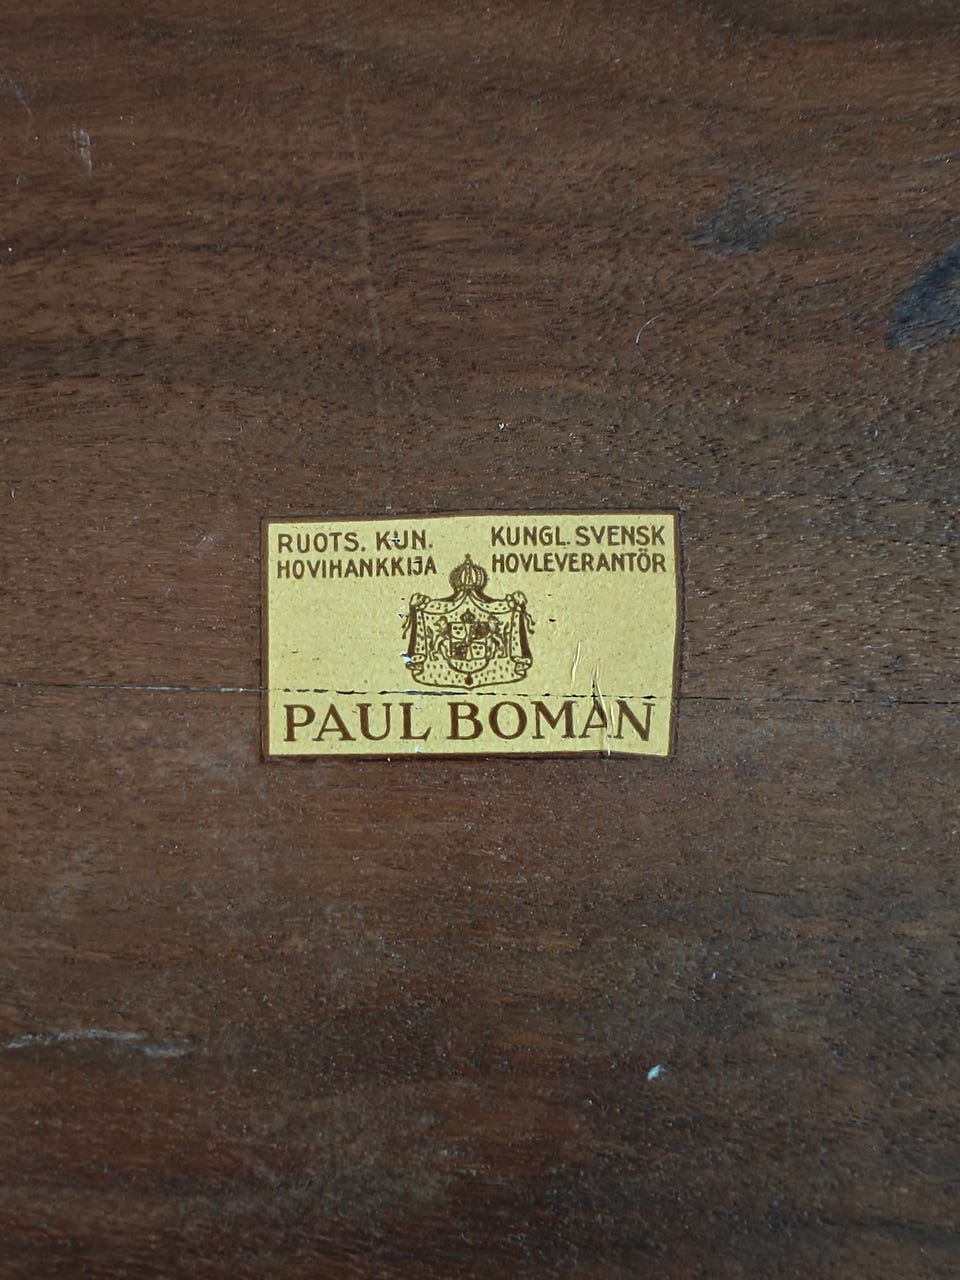 RUOTS. KUN.
HOVIHANKKIJA
KUNGL. SVENSK
HOVLEVERANTÖR
PAUL BOMAN